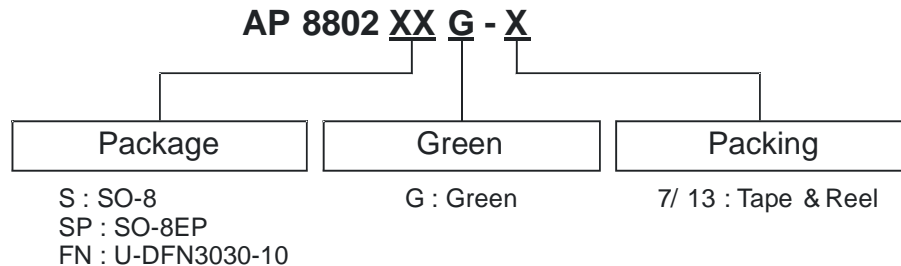 AP 8802 XX G - X
Package
Green
Packing
S : SO-8
G : Green
7/ 13 : Tape & Reel
SP : SO-8EP
FN : U-DFN3030-10